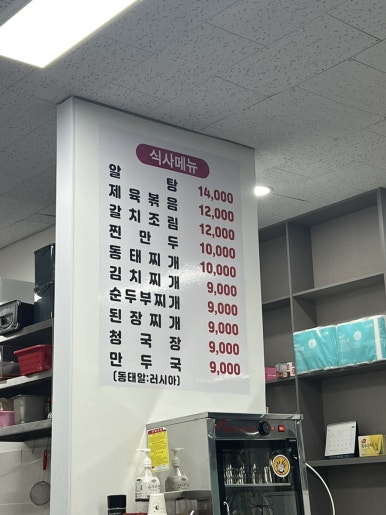 식사메뉴
알탕 14,000
제육볶음 12,000
갈치조림 12,000
찐만두 10,000
동태찌개 10,000
김치찌개 9,000
순두부찌개 9,000
된장찌개 9,000
청국장 9,000
만두국 9,000
(동태알:러시아)